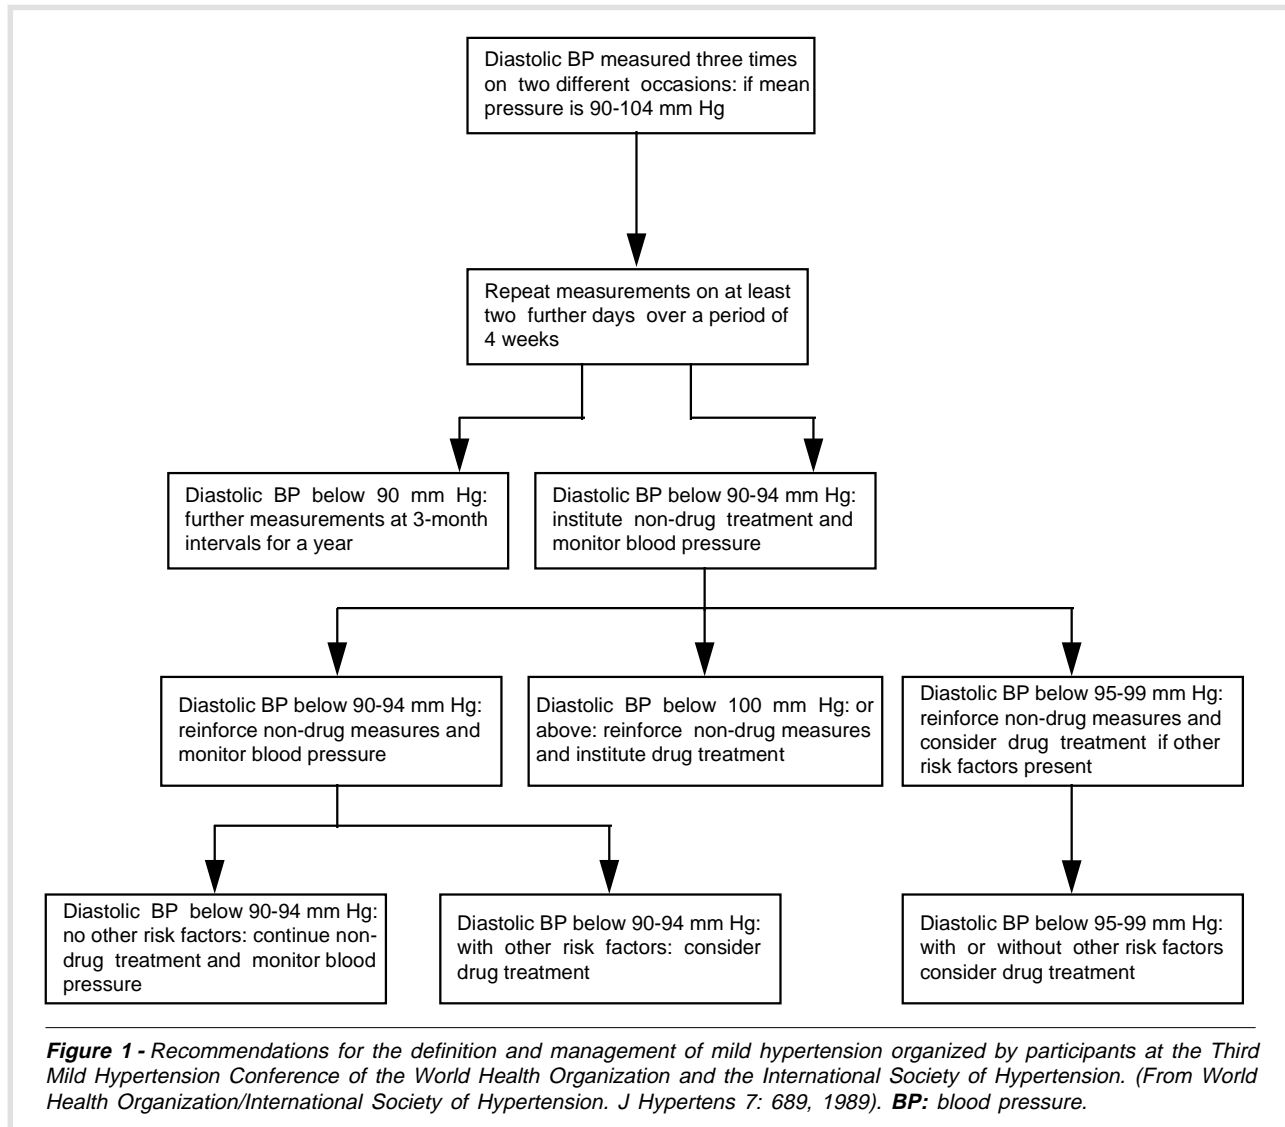 Diastolic BP measured three times
on two different occasions: if mean
pressure is 90-104 mm Hg
Repeat measurements on at least
two further days over a period of
4 weeks
Diastolic BP below 90 mm Hg:
further measurements at 3-month
intervals for a year
Diastolic BP below 90-94 mm Hg:
institute non-drug treatment and
monitor blood pressure
Diastolic BP below 90-94 mm Hg:
reinforce non-drug measures and
monitor blood pressure
Diastolic BP below 100 mm Hg: or
above: reinforce non-drug measures
and institute drug treatment
Diastolic BP below 95-99 mm Hg:
reinforce non-drug measures and
consider drug treatment if other
risk factors present
Diastolic BP below 90-94 mm Hg:
no other risk factors: continue non-
drug treatment and monitor blood
pressure
Diastolic BP below 90-94 mm Hg:
with other risk factors: consider
drug treatment
Diastolic BP below 95-99 mm Hg:
with or without other risk factors
consider drug treatment
Figure 1 - Recommendations for the definition and management of mild hypertension organized by participants at the Third
Mild Hypertension Conference of the World Health Organization and the International Society of Hypertension. (From World
Health Organization/International Society of Hypertension. J Hypertens 7: 689, 1989). BP: blood pressure.